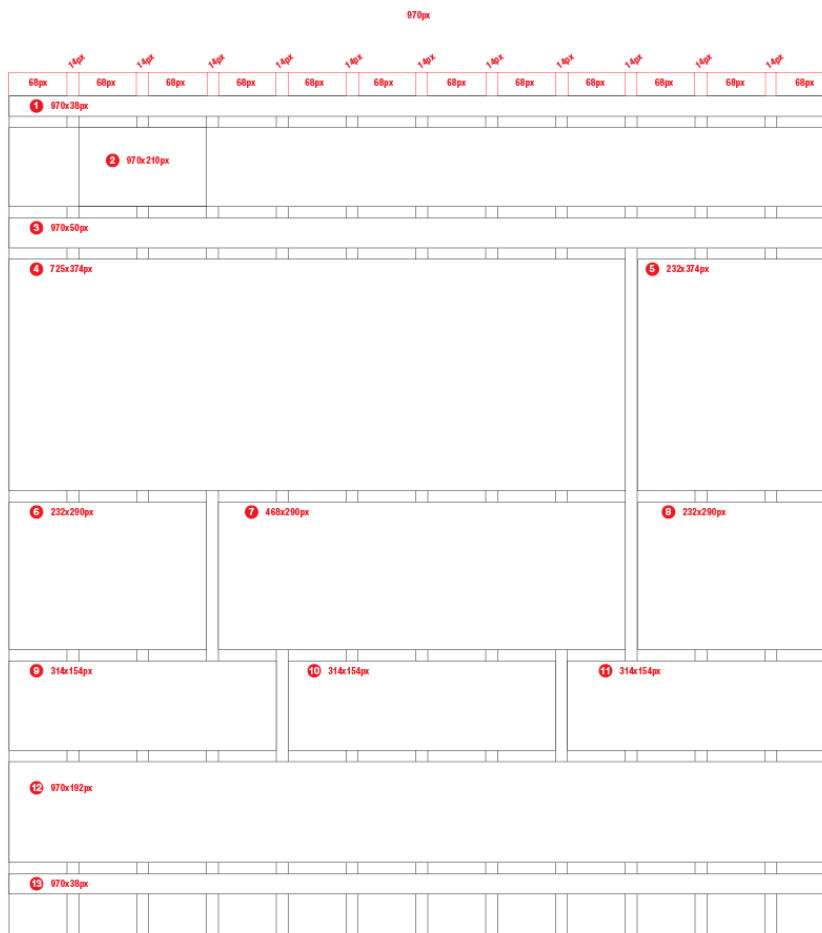 970px
14px 14px 14px 14px 14px 14px 14px 14px 14px 14px 14px
68px 68px 68px 68px 68px 68px 68px 68px 68px 68px 68px 68px
1 970x38px
2 970x210px
3 970x50px
4 725x374px 5 232x374px
6 232x290px 7 468x290px 8 232x290px
9 314x154px 10 314x154px 11 314x154px
12 970x192px
13 970x38px